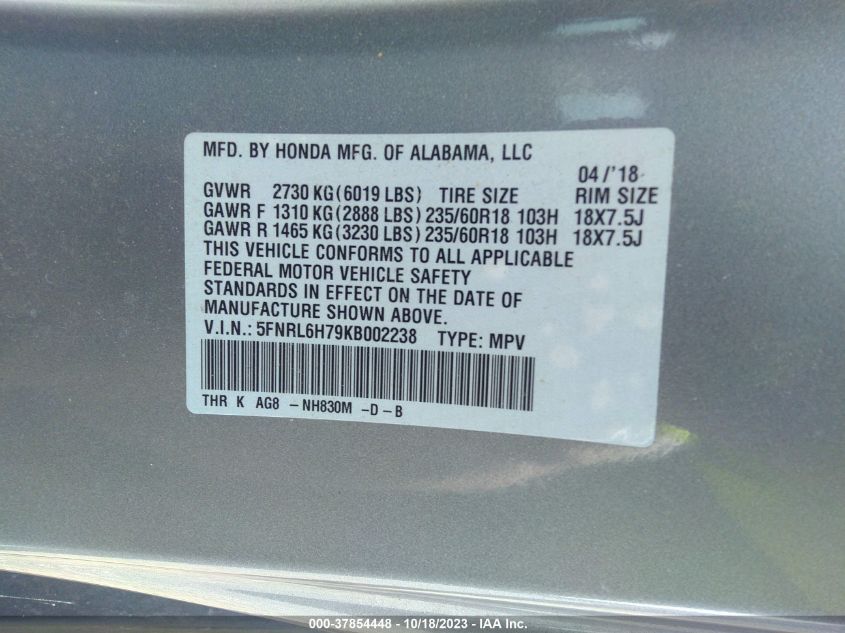 MFD. BY HONDA MFG. OF ALABAMA, LLC
04/'18
GVWR 2730 KG(6019 LBS) TIRE SIZE RIM SIZE
GAWR F 1310 KG(2888 LBS) 235/60R18 103H 18X7.5J
GAWR R 1465 KG(3230 LBS) 235/60R18 103H 18X7.5J
THIS VEHICLE CONFORMS TO ALL APPLICABLE
FEDERAL MOTOR VEHICLE SAFETY
STANDARDS IN EFFECT ON THE DATE OF
MANUFACTURE SHOWN ABOVE.
V.I.N.: 5FNRL6H79KB002238 TYPE: MPV
THR K AG8 -NH830M -D-B
000-37854448 - 10/18/2023 - IAA Inc.